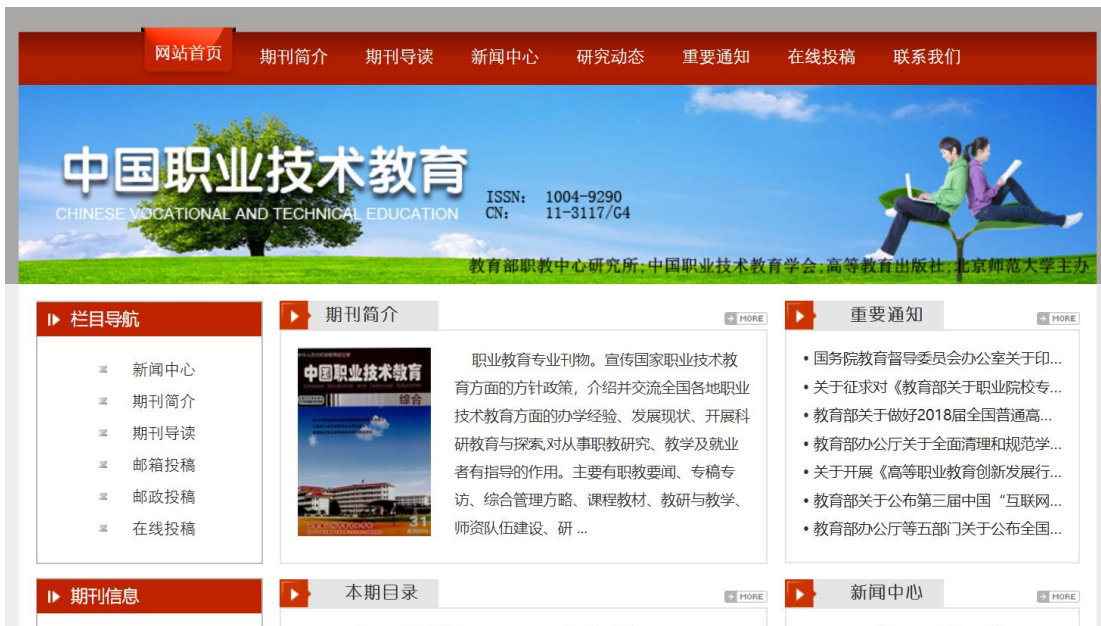 网站首页 期刊简介 期刊导读 新闻中心 研究动态 重要通知 在线投稿 联系我们
中国职业技术教育
CHINESE VOCATIONAL AND TECHNICAL EDUCATION
ISSN: 1004-9290
CN: 11-3117/G4
教育部职教中心研究所;中国职业技术教育学会;高等教育出版社;北京师范大学主办
栏目导航
新闻中心
期刊简介
期刊导读
邮箱投稿
邮政投稿
在线投稿
期刊简介
MORE
中国职业技术教育
综合
31
职业教育专业刊物。宣传国家职业技术教
育方面的方针政策，介绍并交流全国各地职业
技术教育方面的办学经验、发展现状、开展科
研教育与探索,对从事职教研究、教学及就业
者有指导的作用。主要有职教要闻、专稿专
访、综合管理方略、课程教材、教研与教学、
师资队伍建设、研 ...
重要通知
MORE
• 国务院教育督导委员会办公室关于印...
• 关于征求对《教育部关于职业院校专...
• 教育部关于做好2018届全国普通高...
• 教育部办公厅关于全面清理和规范学...
• 关于开展《高等职业教育创新发展行...
• 教育部关于公布第三届中国“互联网...
• 教育部办公厅等五部门关于公布全国...
期刊信息
本期目录
MORE
新闻中心
MORE